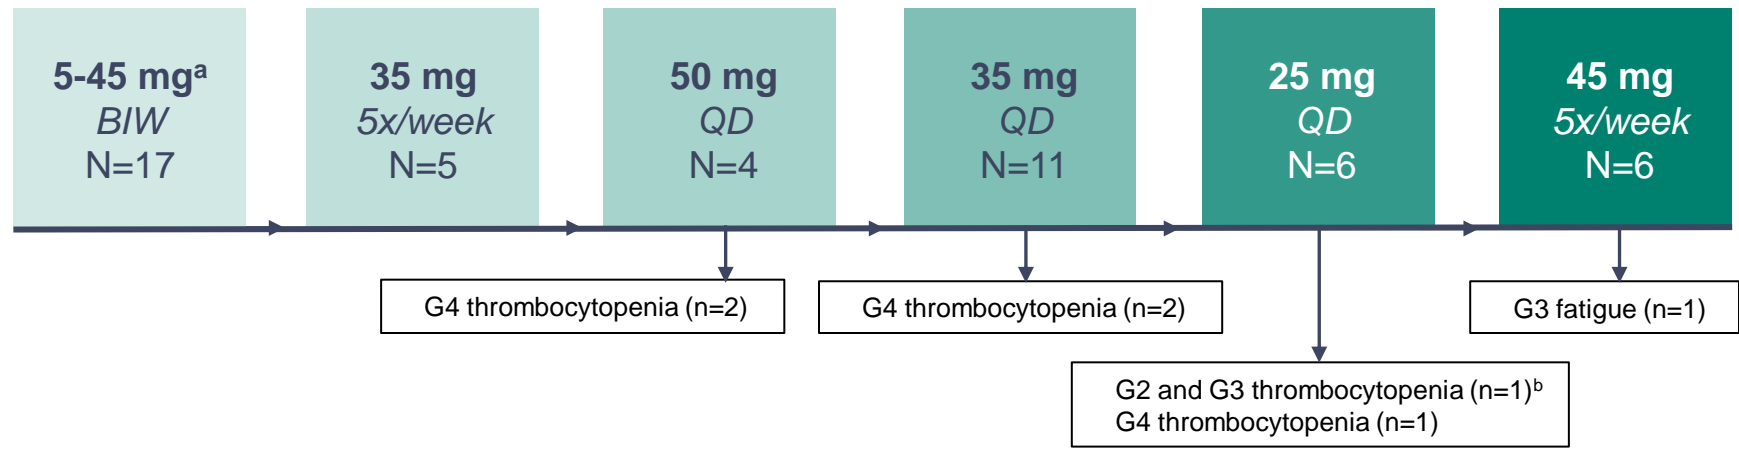 5-45 mgᵃ
BIW
N=17
35 mg
5x/week
N=5
50 mg
QD
N=4
35 mg
QD
N=11
25 mg
QD
N=6
45 mg
5x/week
N=6
G4 thrombocytopenia (n=2)
G4 thrombocytopenia (n=2)
G2 and G3 thrombocytopenia (n=1)ᵇ
G4 thrombocytopenia (n=1)
G3 fatigue (n=1)